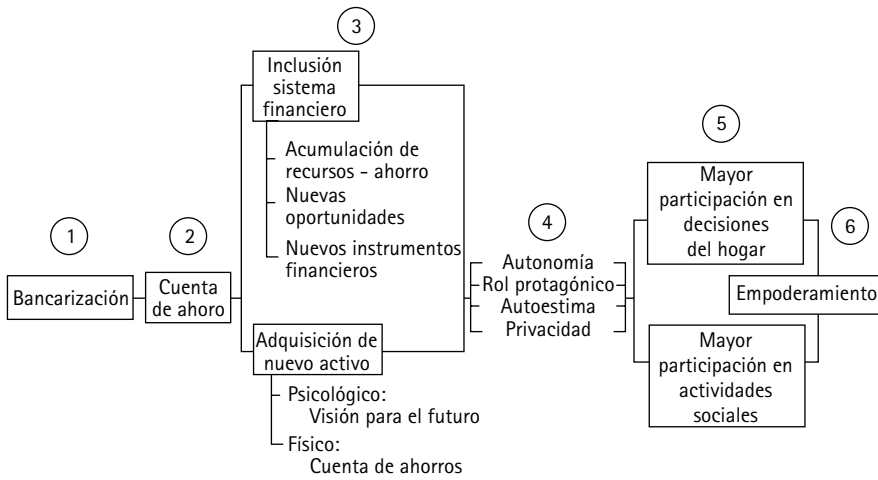 1
Bancarización
2
Cuenta
de ahoro
3
Inclusión
sistema
financiero
Acumulación de
recursos - ahorro
Nuevas
oportunidades
Nuevos instrumentos
financieros
Adquisición de
nuevo activo
Psicológico:
Visión para el futuro
Físico:
Cuenta de ahorros
4
Autonomía
Rol protagónico
Autoestima
Privacidad
5
Mayor
participación en
decisiones
del hogar
Mayor
participación en
actividades
sociales
6
Empoderamiento